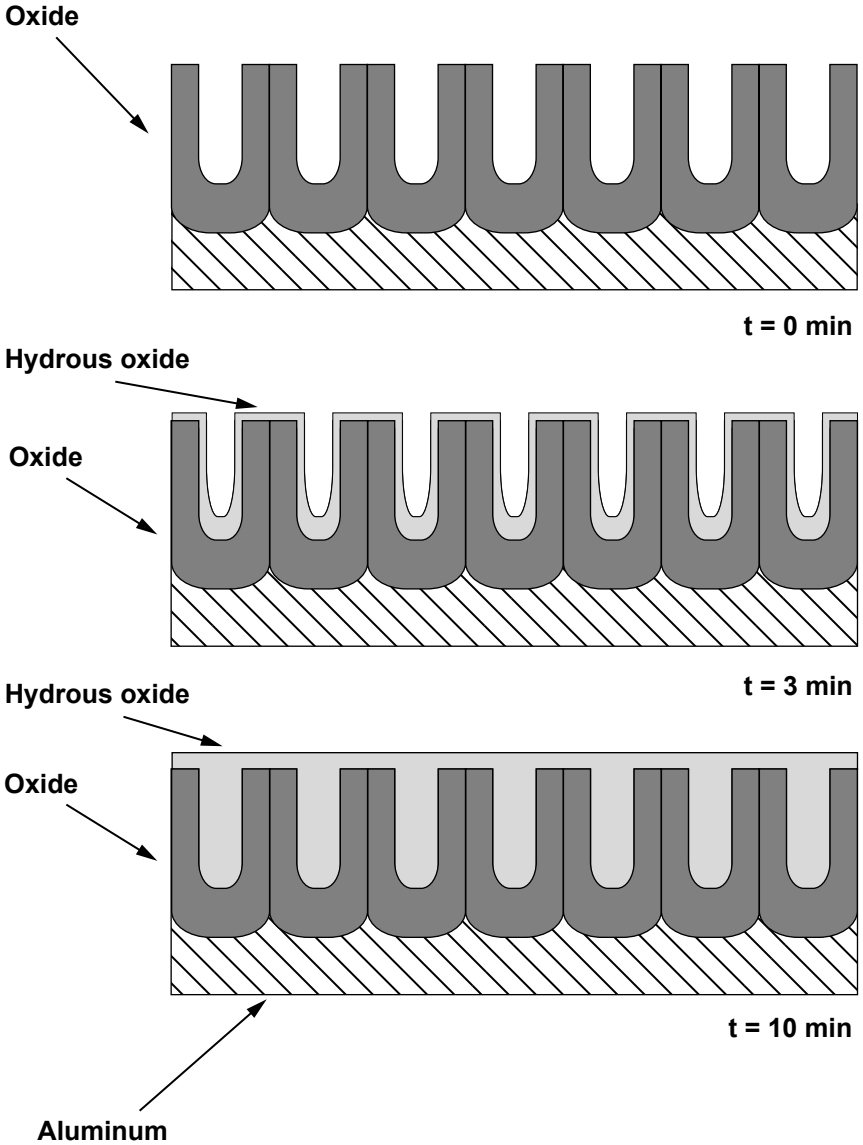 Oxide
t = 0 min
Hydrous oxide
Oxide
t = 3 min
Hydrous oxide
Oxide
t = 10 min
Aluminum